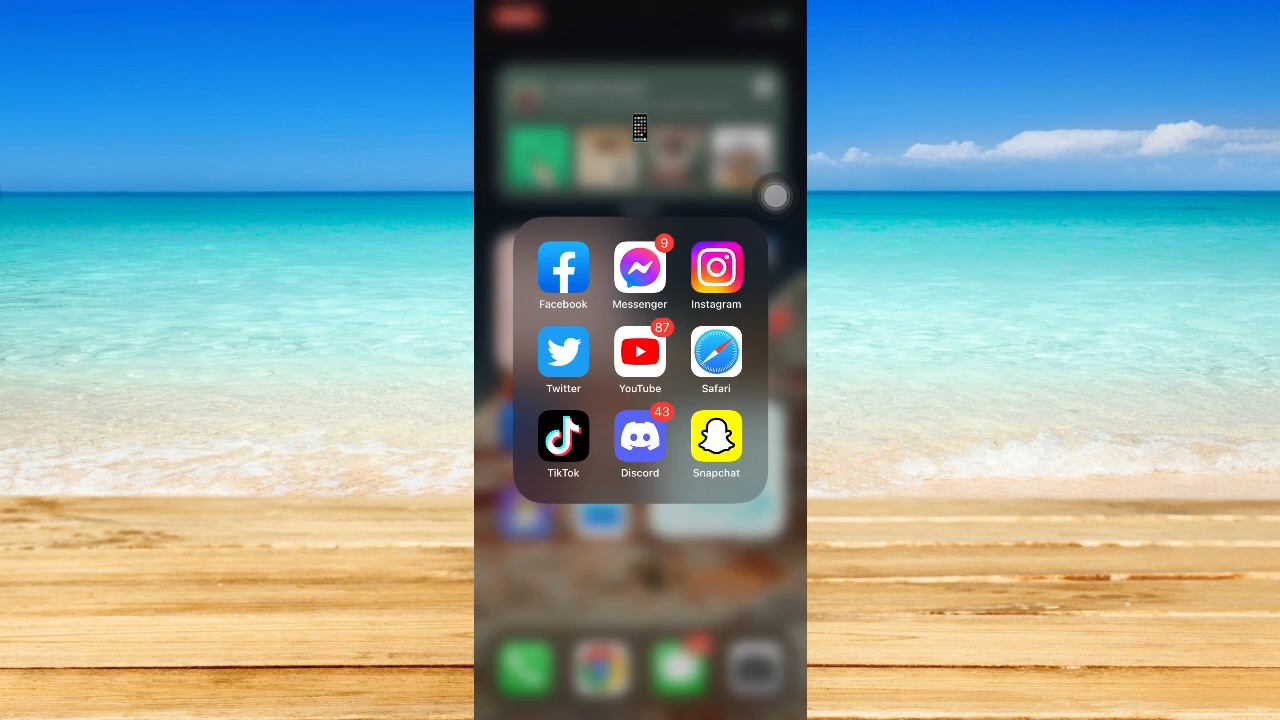 9
Facebook Messenger Instagram
87
Twitter YouTube Safari
43
TikTok Discord Snapchat